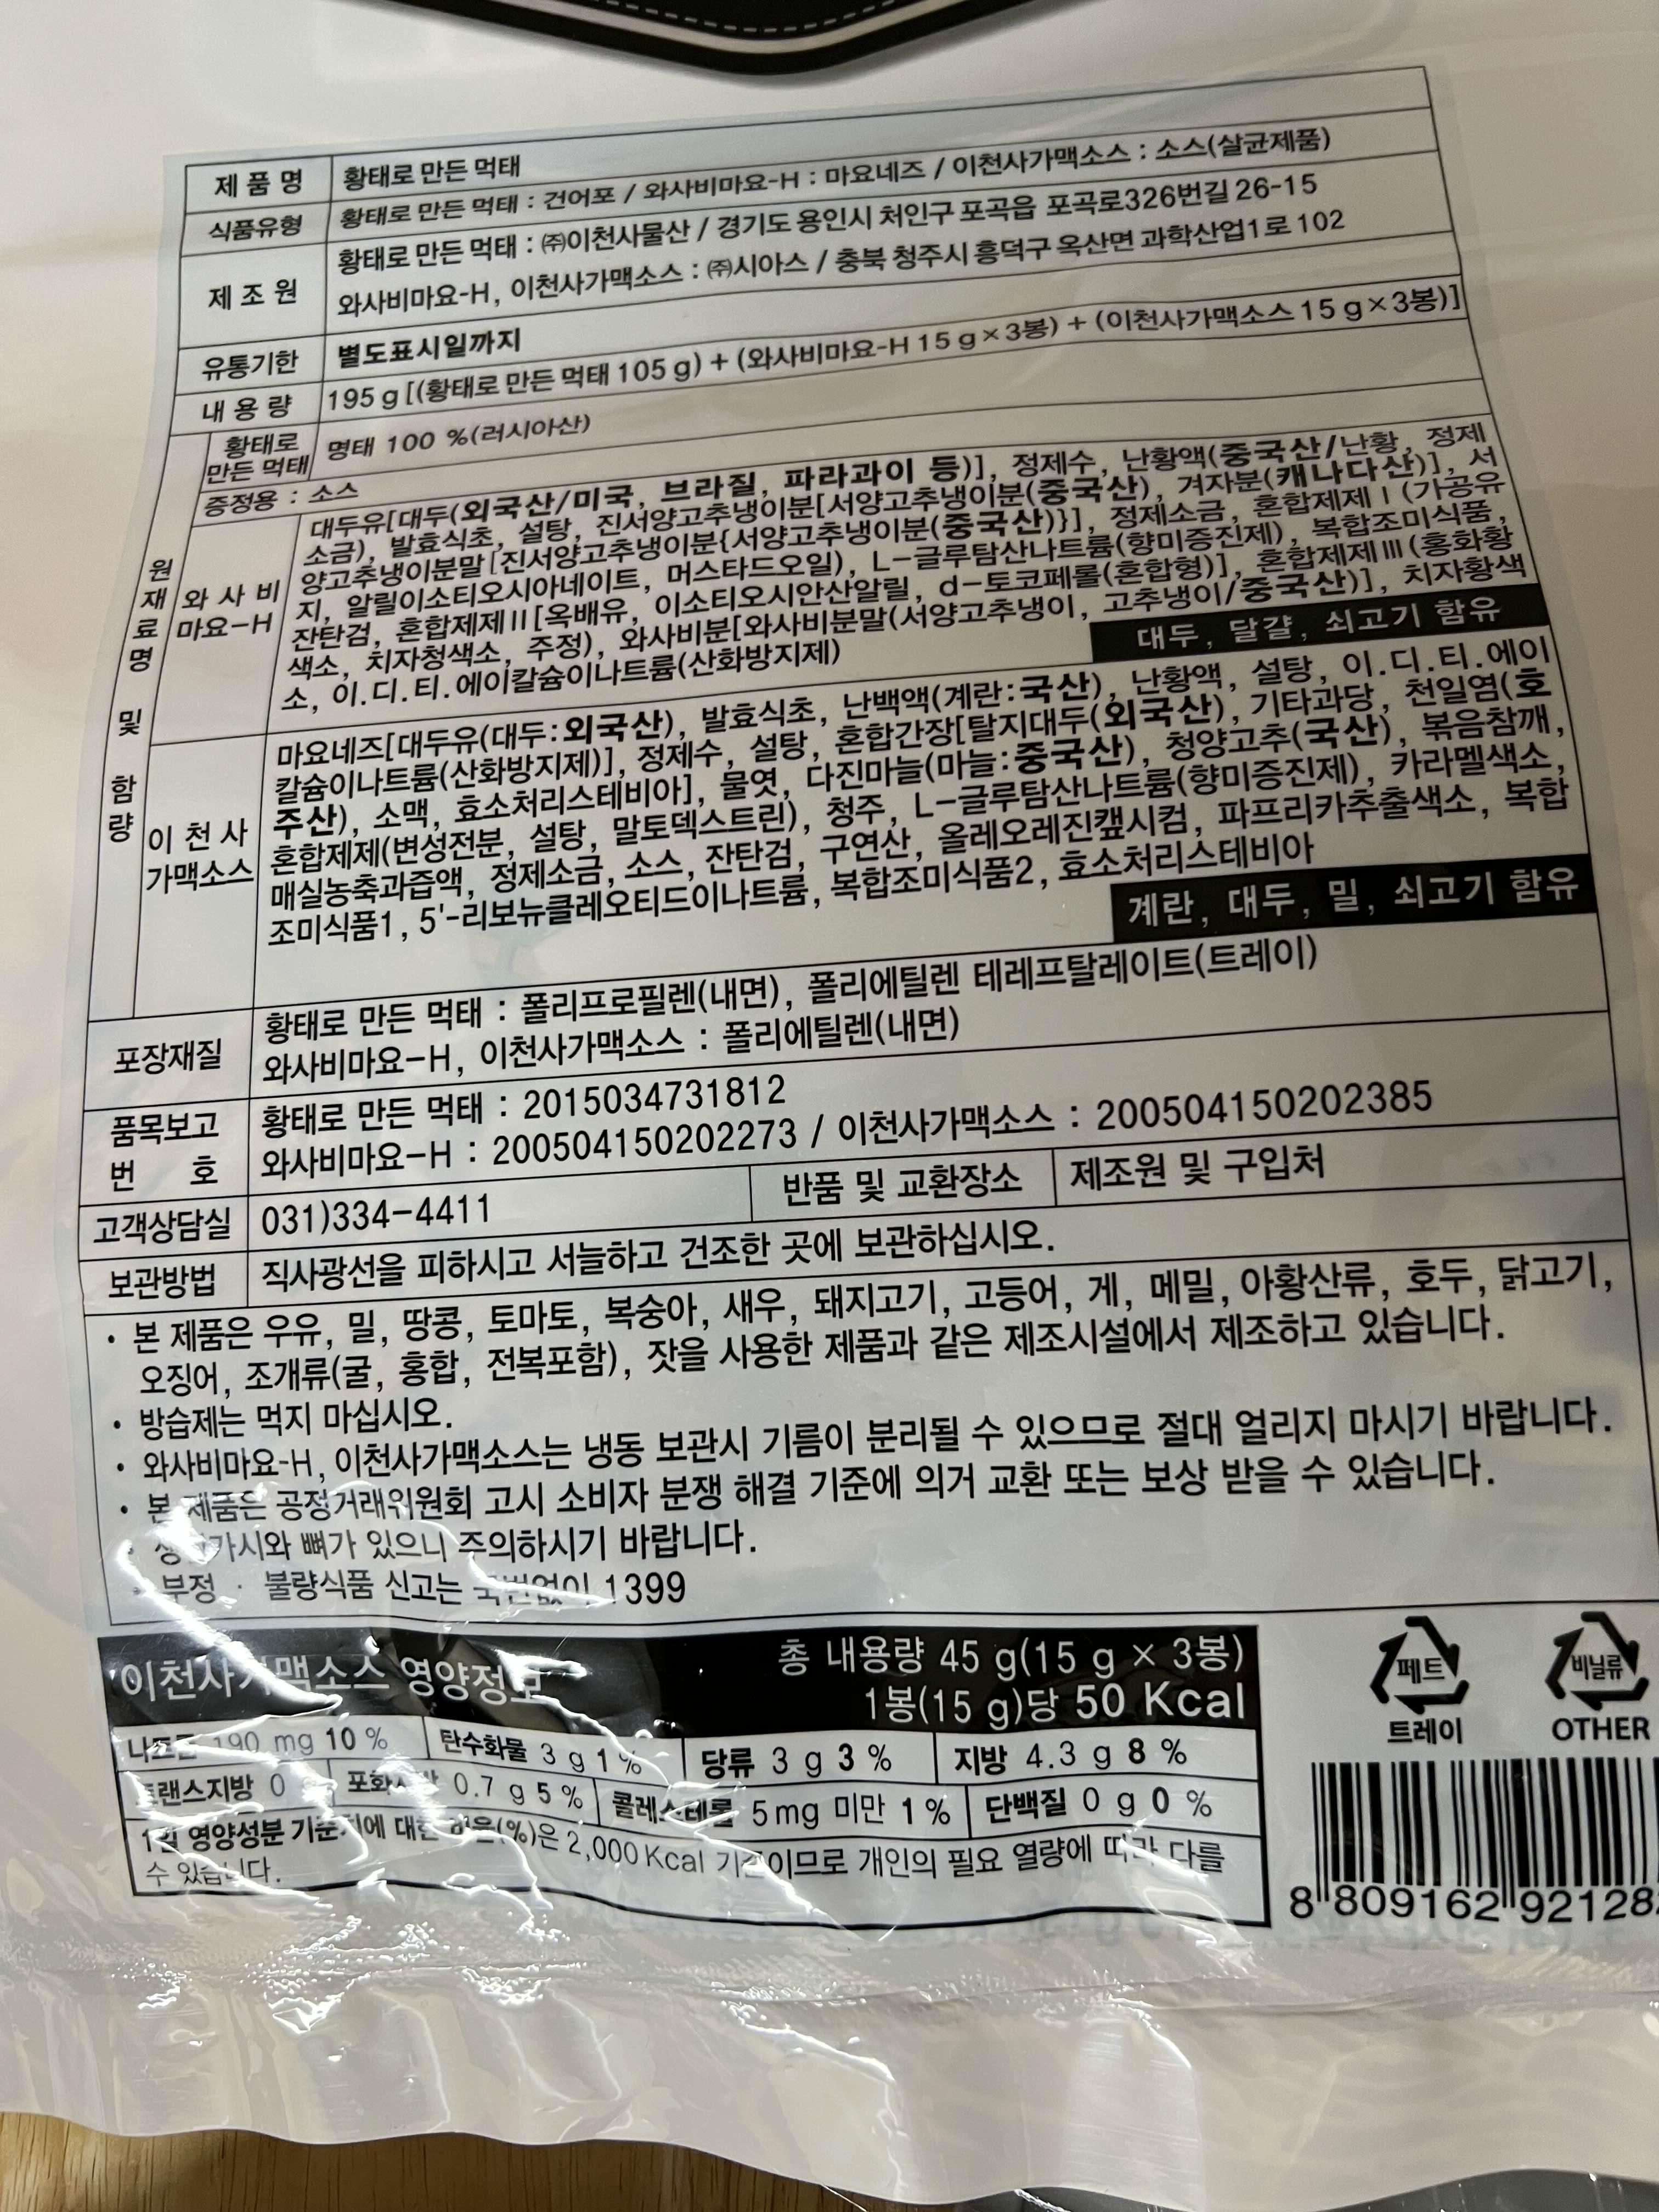 제 품 명 황태로 만든 먹태
식품유형 황태로 만든 먹태 : 건어포 / 와사비마요-H : 마요네즈 / 이천사가맥소스 : 소스(살균제품)
제 조 원 황태로 만든 먹태 : ㈜이천사물산 / 경기도 용인시 처인구 포곡읍 포곡로326번길 26-15
와사비마요-H, 이천사가맥소스 : ㈜시아스 / 충북 청주시 흥덕구 옥산면 과학산업1로 102
유통기한 별도표시일까지
내 용 량 195 g [(황태로 만든 먹태 105 g) + (와사비마요-H 15 g×3봉) + (이천사가맥소스 15 g×3봉)]
원재료명 및 함량
황태로 만든 먹태 명태 100 %(러시아산)
증정용 : 소스
와 사 비 마요-H
대두유[대두(외국산/미국, 브라질, 파라과이 등)], 정제수, 난황액(중국산/난황, 정제
소금), 발효식초, 설탕, 진서양고추냉이분[서양고추냉이분(중국산), 겨자분(캐나다산)], 서
양고추냉이분말[진서양고추냉이분{서양고추냉이분(중국산)}], 정제소금, 혼합제제Ⅰ(가공유
지, 알릴이소티오시아네이트, 머스타드오일), L-글루탐산나트륨(향미증진제), 복합조미식품,
잔탄검, 혼합제제Ⅱ[옥배유, 이소티오시안산알릴, d-토코페롤(혼합형)], 혼합제제Ⅲ(홍화황
색소, 치자청색소, 주정), 와사비분[와사비분말(서양고추냉이, 고추냉이/중국산)], 치자황색
소, 이.디.티.에이칼슘이나트륨(산화방지제)
대두, 달걀, 쇠고기 함유
이 천 사 가맥소스
마요네즈[대두유(대두:외국산), 발효식초, 난백액(계란:국산), 난황액, 설탕, 이.디.티.에이
칼슘이나트륨(산화방지제)], 정제수, 설탕, 혼합간장[탈지대두(외국산), 기타과당, 천일염(호
주산), 소맥, 효소처리스테비아], 물엿, 다진마늘(마늘:중국산), 청양고추(국산), 볶음참깨,
혼합제제(변성전분, 설탕, 말토덱스트린), 청주, L-글루탐산나트륨(향미증진제), 카라멜색소,
매실농축과즙액, 정제소금, 소스, 잔탄검, 구연산, 올레오레진캪시컴, 파프리카추출색소, 복합
조미식품1, 5'-리보뉴클레오티드이나트륨, 복합조미식품2, 효소처리스테비아
계란, 대두, 밀, 쇠고기 함유
포장재질 황태로 만든 먹태 : 폴리프로필렌(내면), 폴리에틸렌 테레프탈레이트(트레이)
와사비마요-H, 이천사가맥소스 : 폴리에틸렌(내면)
품목보고 번 호 황태로 만든 먹태 : 2015034731812
와사비마요-H : 200504150202273 / 이천사가맥소스 : 200504150202385
고객상담실 031)334-4411 반품 및 교환장소 제조원 및 구입처
보관방법 직사광선을 피하시고 서늘하고 건조한 곳에 보관하십시오.
• 본 제품은 우유, 밀, 땅콩, 토마토, 복숭아, 새우, 돼지고기, 고등어, 게, 메밀, 아황산류, 호두, 닭고기,
오징어, 조개류(굴, 홍합, 전복포함), 잣을 사용한 제품과 같은 제조시설에서 제조하고 있습니다.
• 방습제는 먹지 마십시오.
• 와사비마요-H, 이천사가맥소스는 냉동 보관시 기름이 분리될 수 있으므로 절대 얼리지 마시기 바랍니다.
• 본 제품은 공정거래위원회 고시 소비자 분쟁 해결 기준에 의거 교환 또는 보상 받을 수 있습니다.
• 뼈가 있으니 주의하시기 바랍니다.
• 부정 · 불량식품 신고는 국번없이 1399
이천사가맥소스 영양정보
총 내용량 45 g(15 g × 3봉)
1봉(15 g)당 50 Kcal
나트륨 190 mg 10 % 탄수화물 3 g 1 % 당류 3 g 3 % 지방 4.3 g 8 %
트랜스지방 0 포화지방 0.7 g 5 % 콜레스테롤 5 mg 미만 1 % 단백질 0 g 0 %
1일 영양성분 기준치에 대한 비율(%)은 2,000 Kcal 기준이므로 개인의 필요 열량에 따라 다를
수 있습니다.
페트
트레이
비닐류
OTHER
8 809162 92128